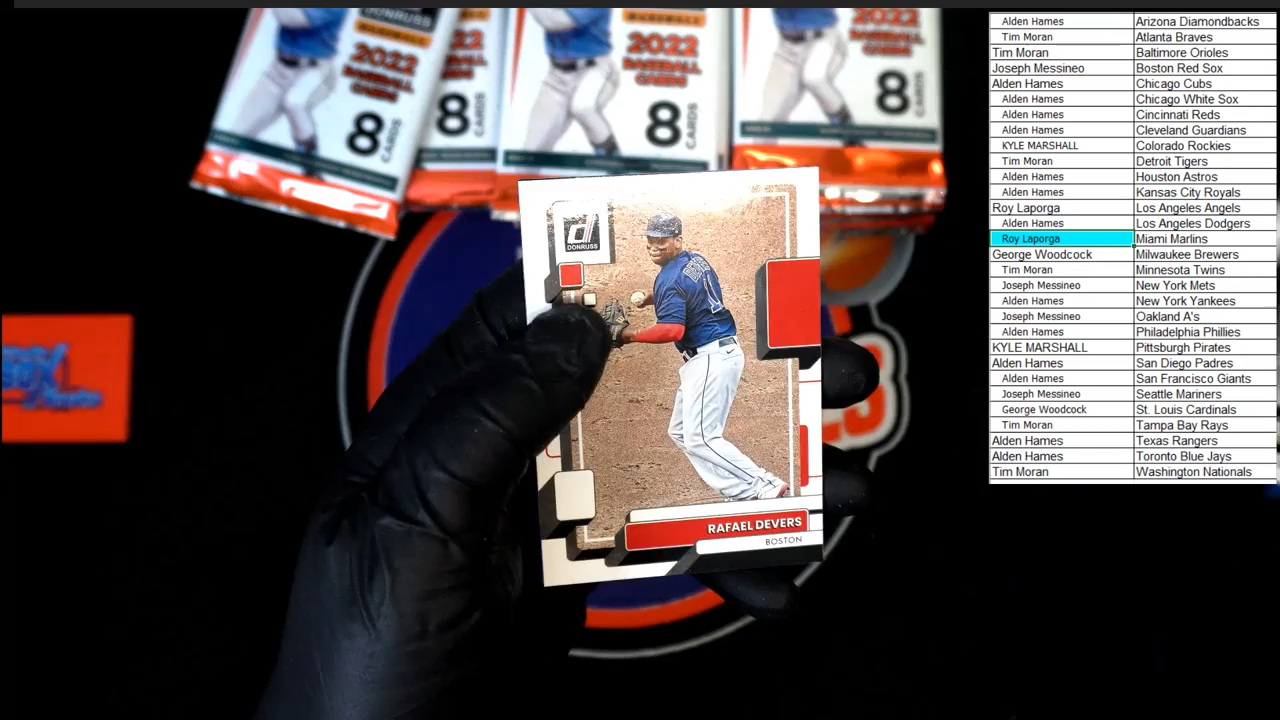 DONRUSS
BASEBALL
2022
BASEBALL
CARDS
8
CARDS
2022
8
CARDS
BASEBALL
2022
BASEBALL
CARDS
8
CARDS
2022
BASEBALL
CARDS
8
CARDS
DONRUSS
RAFAEL DEVERS
BOSTON
Alden Hames Arizona Diamondbacks
Tim Moran Atlanta Braves
Tim Moran Baltimore Orioles
Joseph Messineo Boston Red Sox
Alden Hames Chicago Cubs
Alden Hames Chicago White Sox
Alden Hames Cincinnati Reds
Alden Hames Cleveland Guardians
KYLE MARSHALL Colorado Rockies
Tim Moran Detroit Tigers
Alden Hames Houston Astros
Alden Hames Kansas City Royals
Roy Laporga Los Angeles Angels
Alden Hames Los Angeles Dodgers
Roy Laporga Miami Marlins
George Woodcock Milwaukee Brewers
Tim Moran Minnesota Twins
Joseph Messineo New York Mets
Alden Hames New York Yankees
Joseph Messineo Oakland A's
Alden Hames Philadelphia Phillies
KYLE MARSHALL Pittsburgh Pirates
Alden Hames San Diego Padres
Alden Hames San Francisco Giants
Joseph Messineo Seattle Mariners
George Woodcock St. Louis Cardinals
Tim Moran Tampa Bay Rays
Alden Hames Texas Rangers
Alden Hames Toronto Blue Jays
Tim Moran Washington Nationals